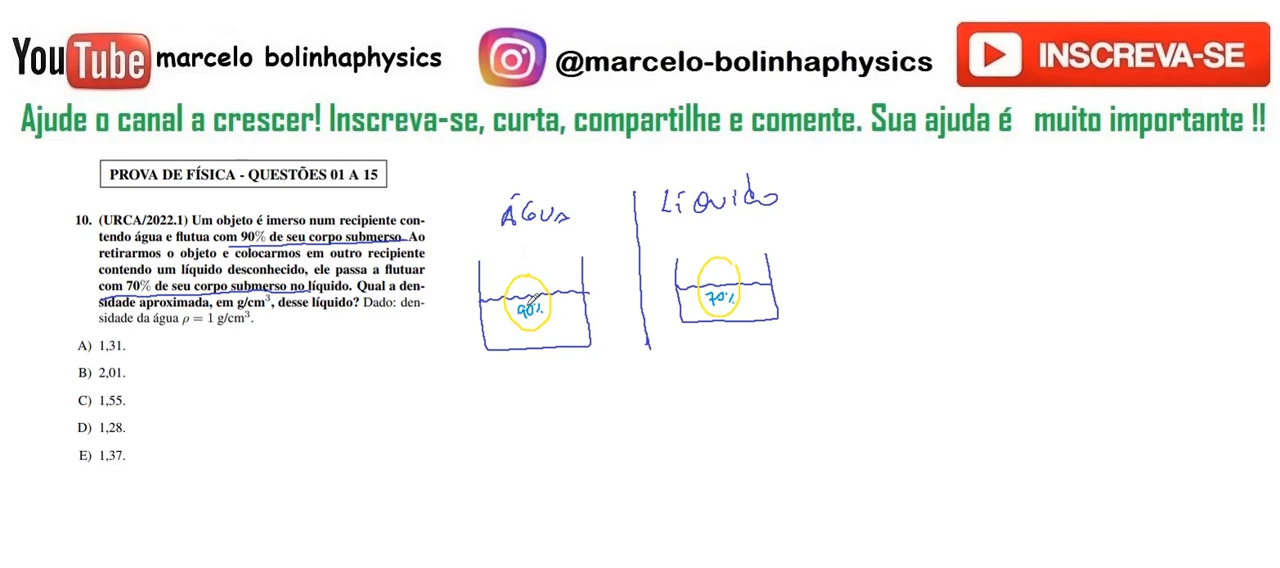 YouTube marcelo bolinhaphysics @marcelo-bolinhaphysics INSCREVA-SE
Ajude o canal a crescer! Inscreva-se, curta, compartilhe e comente. Sua ajuda é muito importante !!
PROVA DE FÍSICA - QUESTÕES 01 A 15
10. (URCA/2022.1) Um objeto é imerso num recipiente con-
tendo água e flutua com 90% de seu corpo submerso. Ao
retirarmos o objeto e colocarmos em outro recipiente
contendo um líquido desconhecido, ele passa a flutuar
com 70% de seu corpo submerso no líquido. Qual a den-
sidade aproximada, em g/cm³, desse líquido? Dado: den-
sidade da água ρ = 1 g/cm³.
A) 1,31.
B) 2,01.
C) 1,55.
D) 1,28.
E) 1,37.
ÁGUA
90%
LÍQUIDO
70%